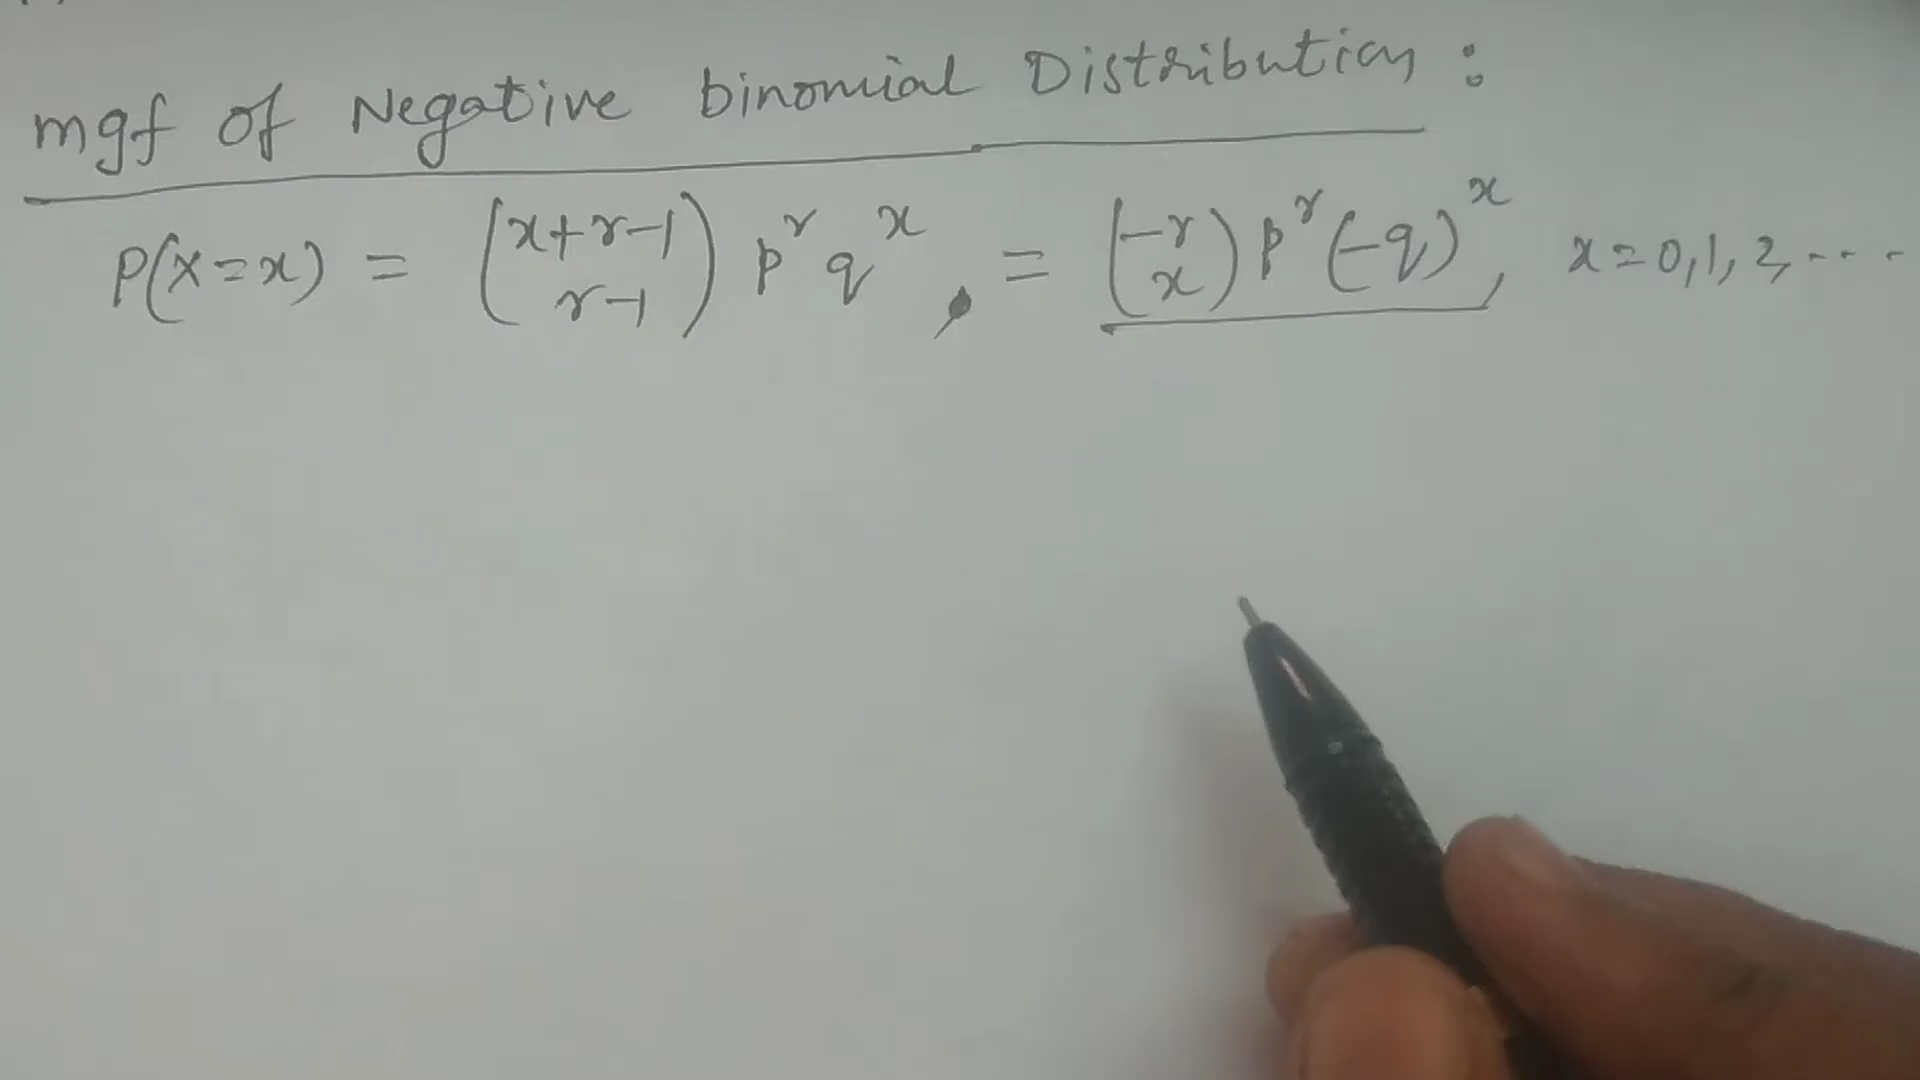 mgf of Negative binomial Distribution :
P(X=x) = (x+r-1 r-1) p^r q^x , = (-r x) p^r (-q)^x , x=0,1,2,...